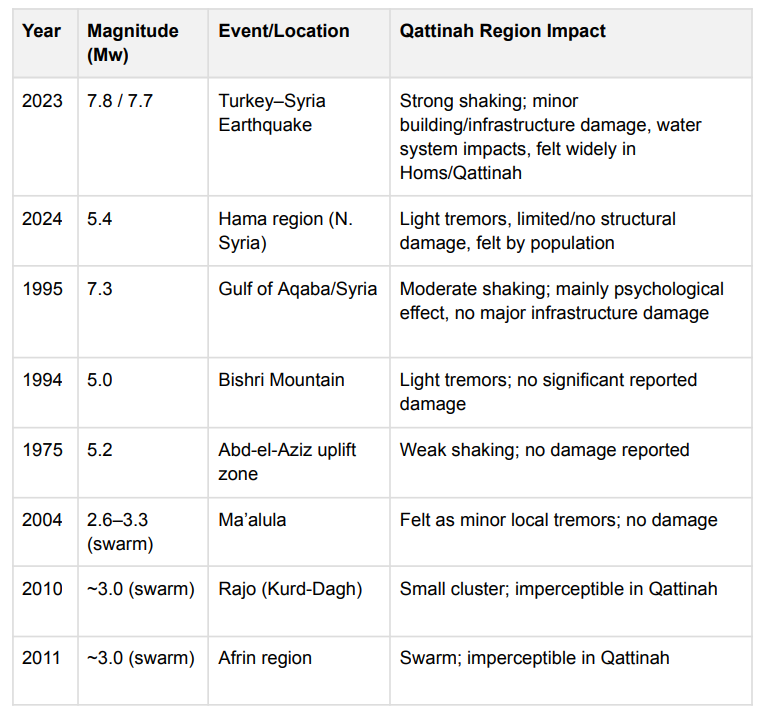 Year Magnitude (Mw) Event/Location Qattinah Region Impact
2023 7.8 / 7.7 Turkey–Syria Earthquake Strong shaking; minor building/infrastructure damage, water system impacts, felt widely in Homs/Qattinah
2024 5.4 Hama region (N. Syria) Light tremors, limited/no structural damage, felt by population
1995 7.3 Gulf of Aqaba/Syria Moderate shaking; mainly psychological effect, no major infrastructure damage
1994 5.0 Bishri Mountain Light tremors; no significant reported damage
1975 5.2 Abd-el-Aziz uplift zone Weak shaking; no damage reported
2004 2.6–3.3 (swarm) Ma’alula Felt as minor local tremors; no damage
2010 ~3.0 (swarm) Rajo (Kurd-Dagh) Small cluster; imperceptible in Qattinah
2011 ~3.0 (swarm) Afrin region Swarm; imperceptible in Qattinah